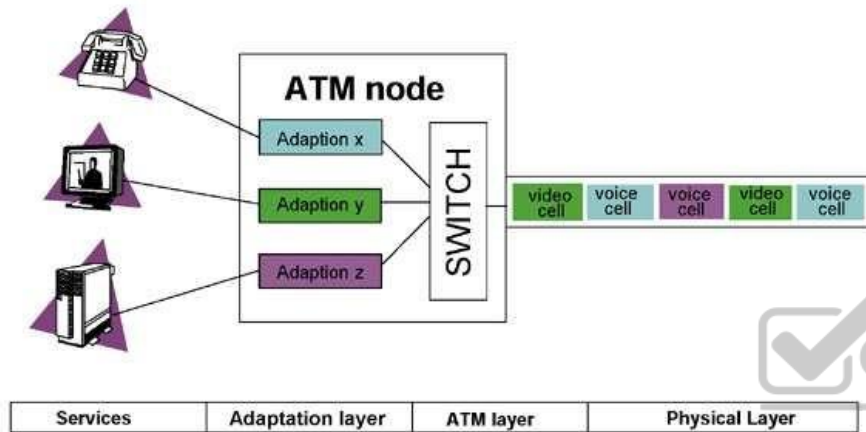 ATM node
Adaption x
Adaption y
Adaption z
SWITCH
video cell
voice cell
voice cell
video cell
voice cell
Services
Adaptation layer
ATM layer
Physical Layer